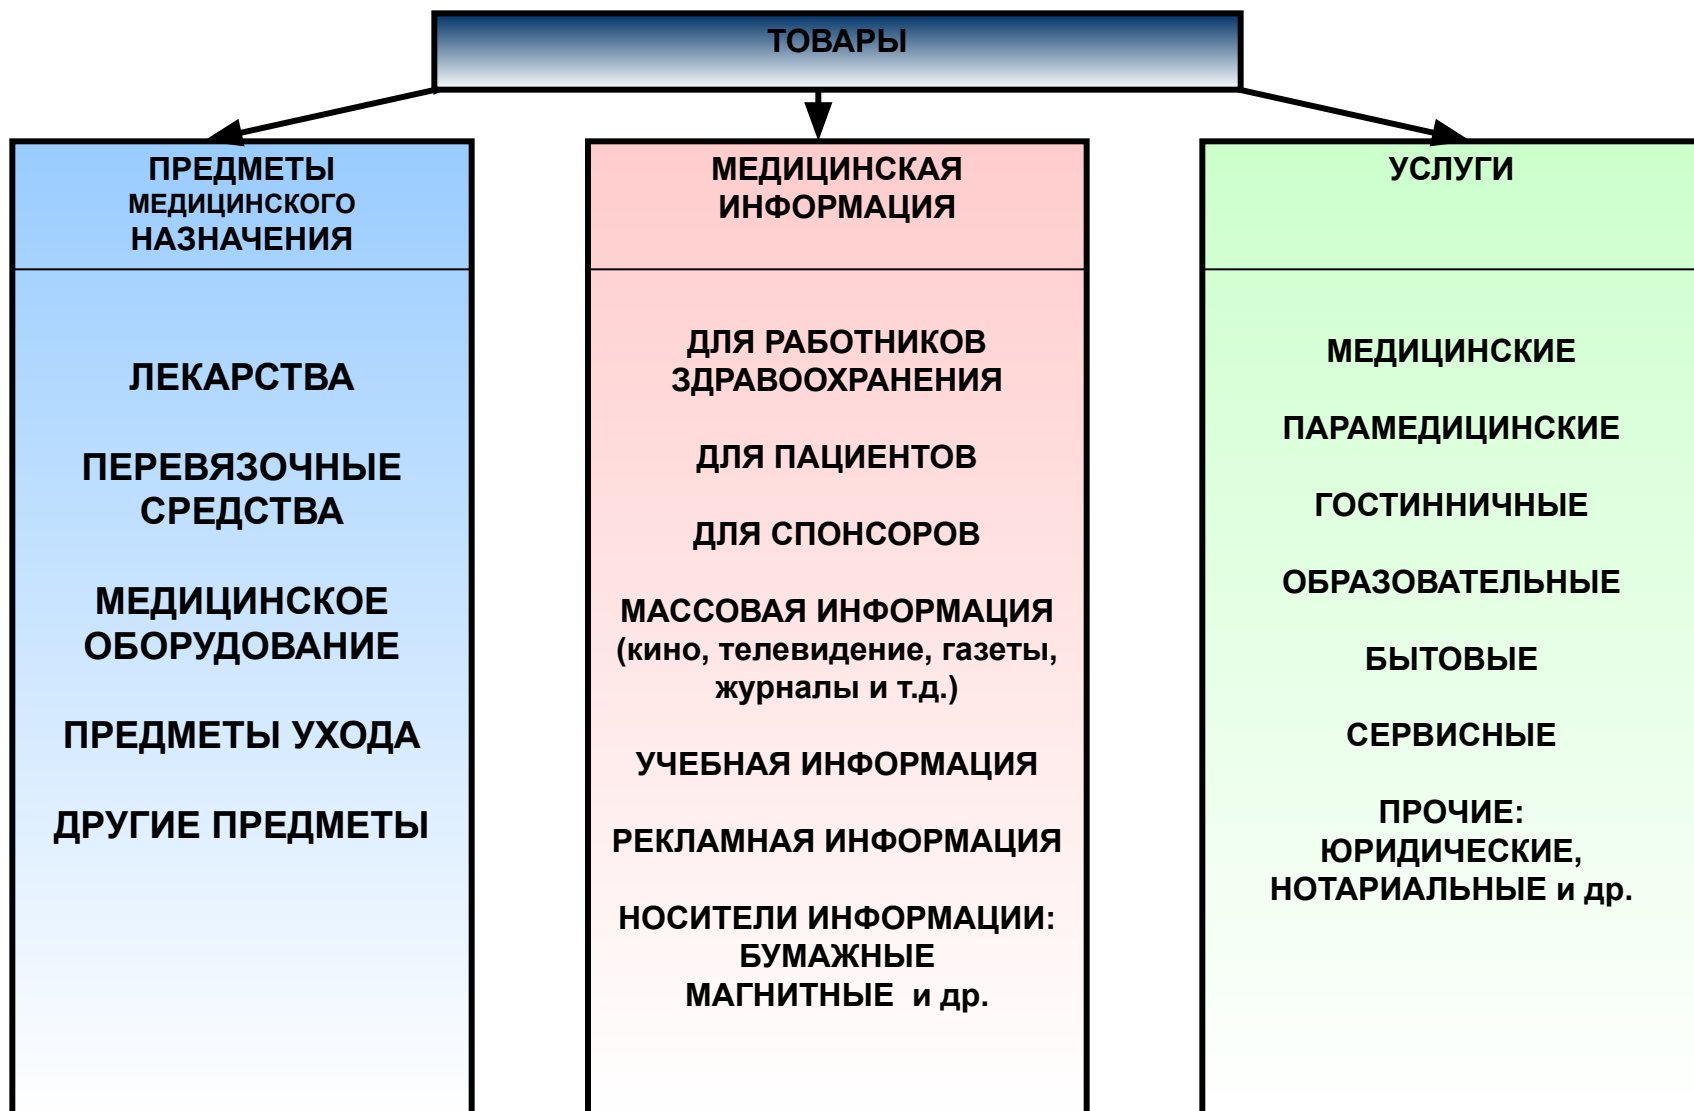 ТОВАРЫ
ПРЕДМЕТЫ
МЕДИЦИНСКОГО
НАЗНАЧЕНИЯ
ЛЕКАРСТВА
ПЕРЕВЯЗОЧНЫЕ
СРЕДСТВА
МЕДИЦИНСКОЕ
ОБОРУДОВАНИЕ
ПРЕДМЕТЫ УХОДА
ДРУГИЕ ПРЕДМЕТЫ
МЕДИЦИНСКАЯ
ИНФОРМАЦИЯ
ДЛЯ РАБОТНИКОВ
ЗДРАВООХРАНЕНИЯ
ДЛЯ ПАЦИЕНТОВ
ДЛЯ СПОНСОРОВ
МАССОВАЯ ИНФОРМАЦИЯ
(кино, телевидение, газеты,
журналы и т.д.)
УЧЕБНАЯ ИНФОРМАЦИЯ
РЕКЛАМНАЯ ИНФОРМАЦИЯ
НОСИТЕЛИ ИНФОРМАЦИИ:
БУМАЖНЫЕ
МАГНИТНЫЕ  и др.
УСЛУГИ
МЕДИЦИНСКИЕ
ПАРАМЕДИЦИНСКИЕ
ГОСТИННИЧНЫЕ
ОБРАЗОВАТЕЛЬНЫЕ
БЫТОВЫЕ
СЕРВИСНЫЕ
ПРОЧИЕ:
ЮРИДИЧЕСКИЕ,
НОТАРИАЛЬНЫЕ и др.